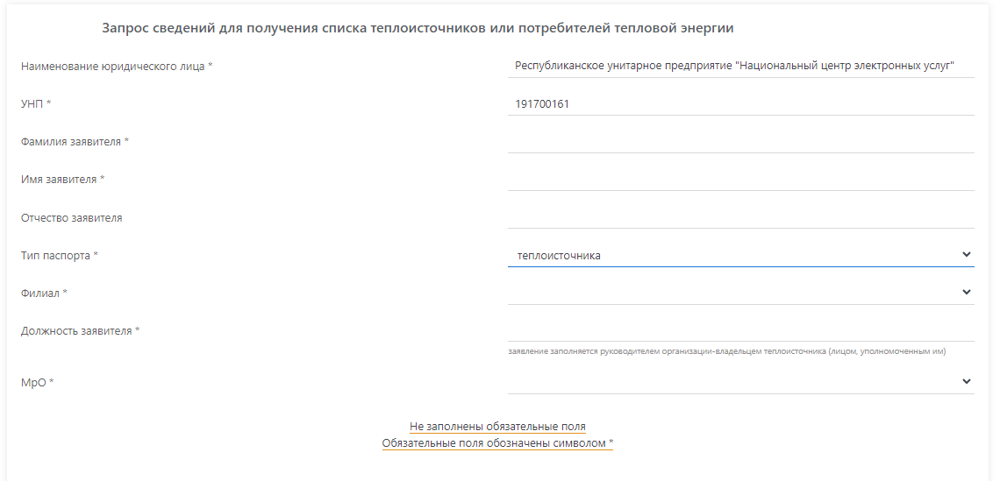 Запрос сведений для получения списка теплоисточников или потребителей тепловой энергии
Наименование юридического лица *
Республиканское унитарное предприятие "Национальный центр электронных услуг"
УНП *
191700161
Фамилия заявителя *
Имя заявителя *
Отчество заявителя
Тип паспорта *
теплоисточника
Филиал *
Должность заявителя *
заявление заполняется руководителем организации-владельцем теплоисточника (лицом, уполномоченным им)
МрО *
Не заполнены обязательные поля
Обязательные поля обозначены символом *